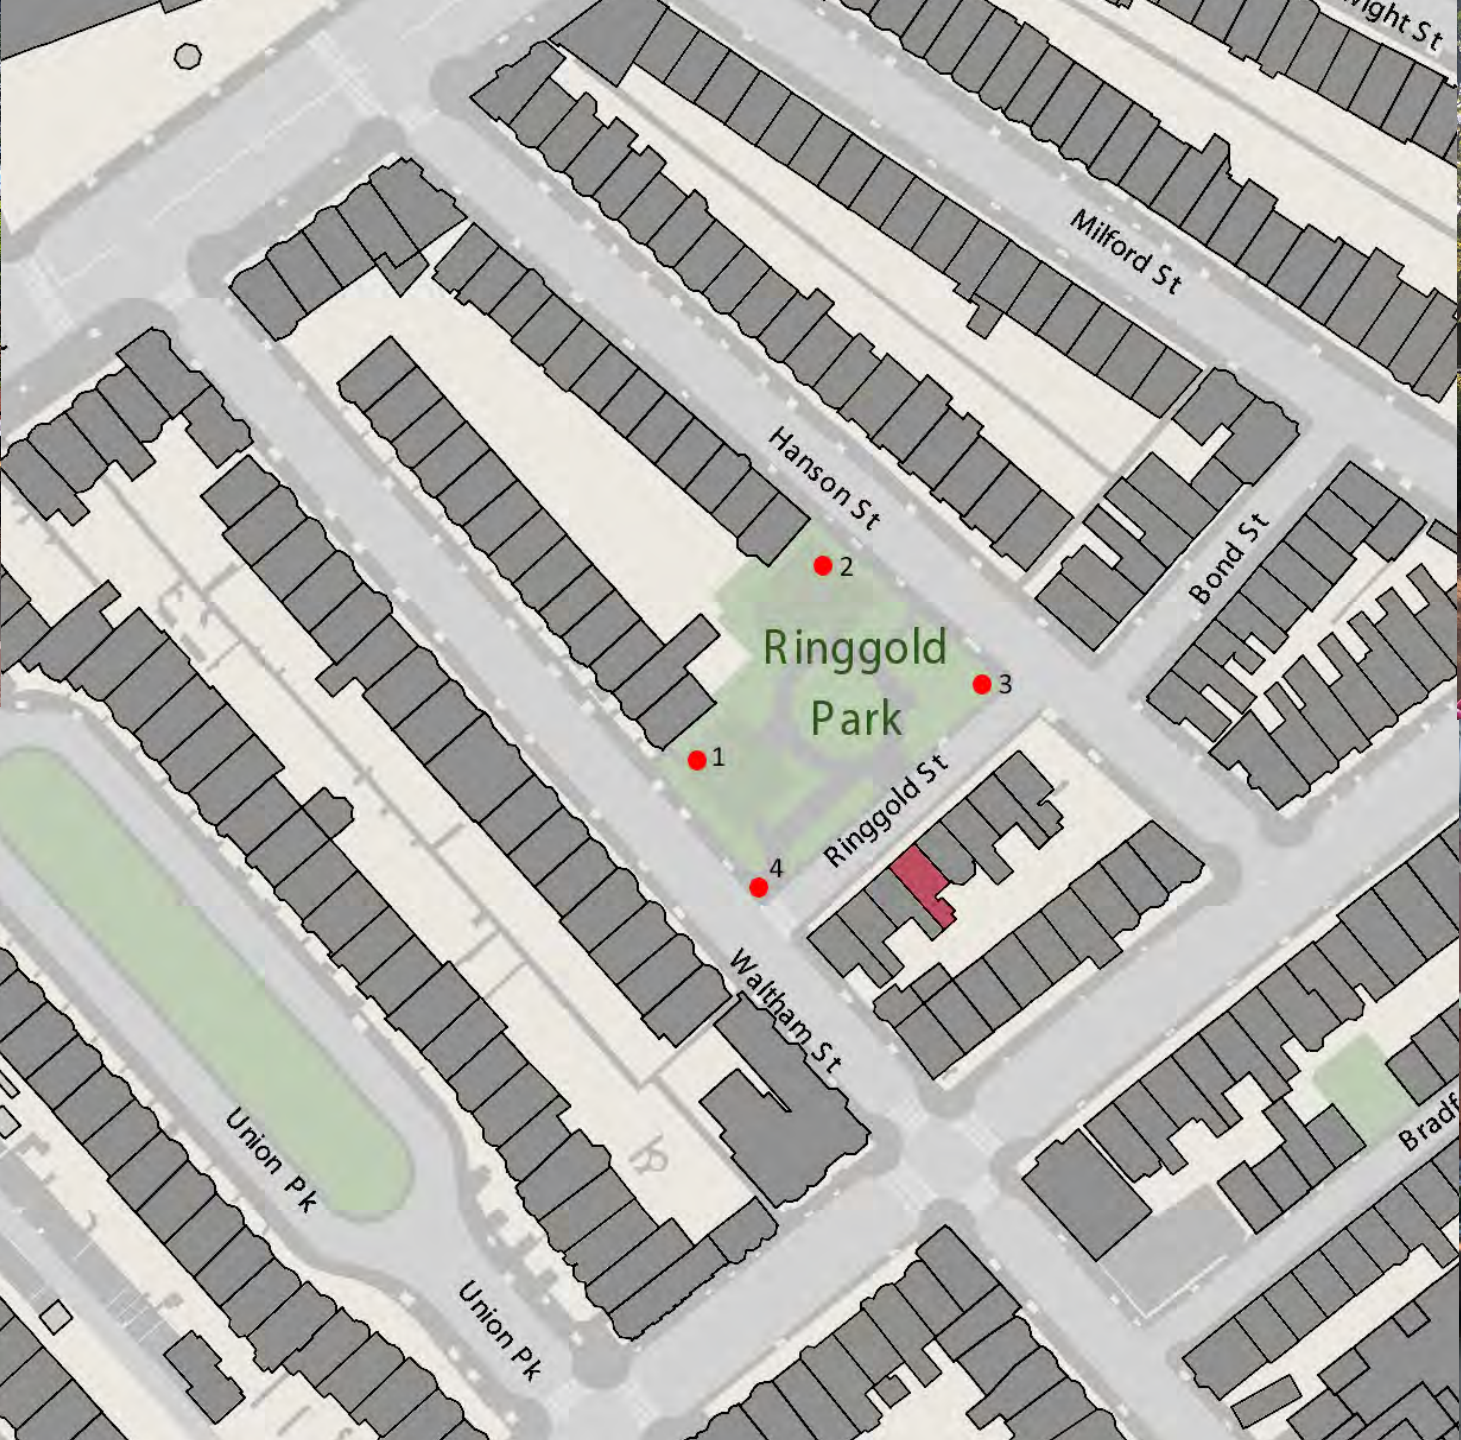 Milford St
Hanson St
Bond St
2
Ringgold
Park
3
1
Ringgold St
4
Waltham St
Union Pk
Union Pk